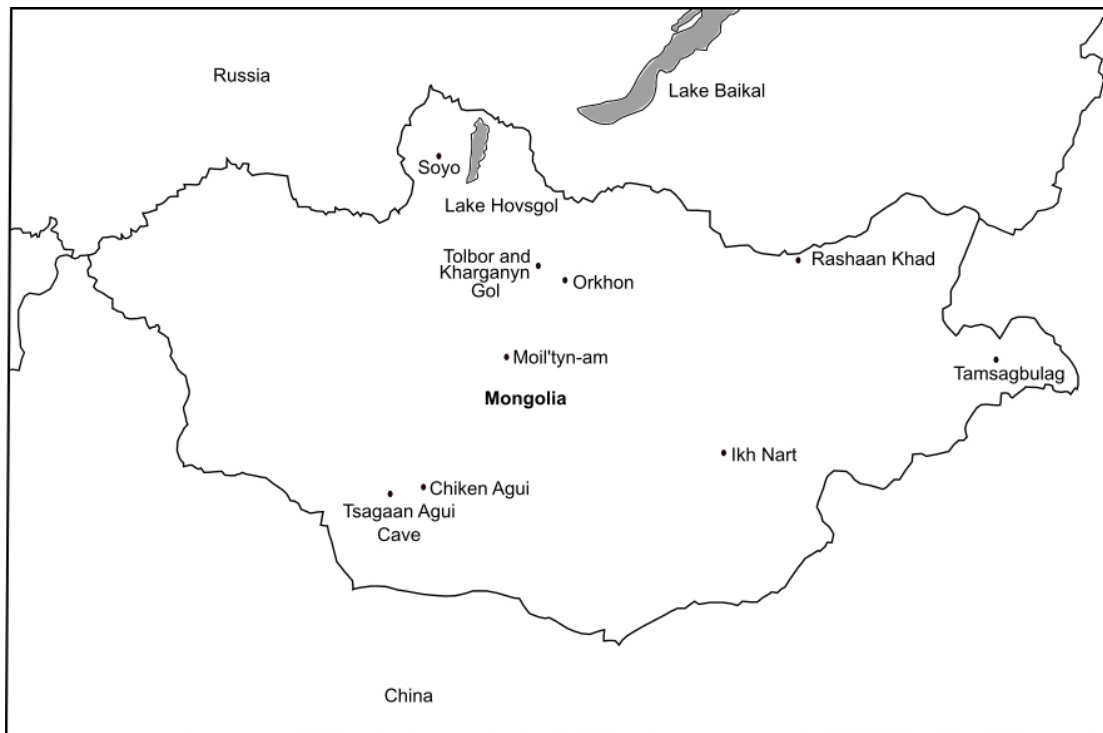 Russia
Lake Baikal
Soyo
Lake Hovsgol
Tolbor and
Kharganyn
Gol
Orkhon
Rashaan Khad
Moil'tyn-am
Tamsagbulag
Mongolia
Ikh Nart
Chiken Agui
Tsagaan Agui
Cave
China